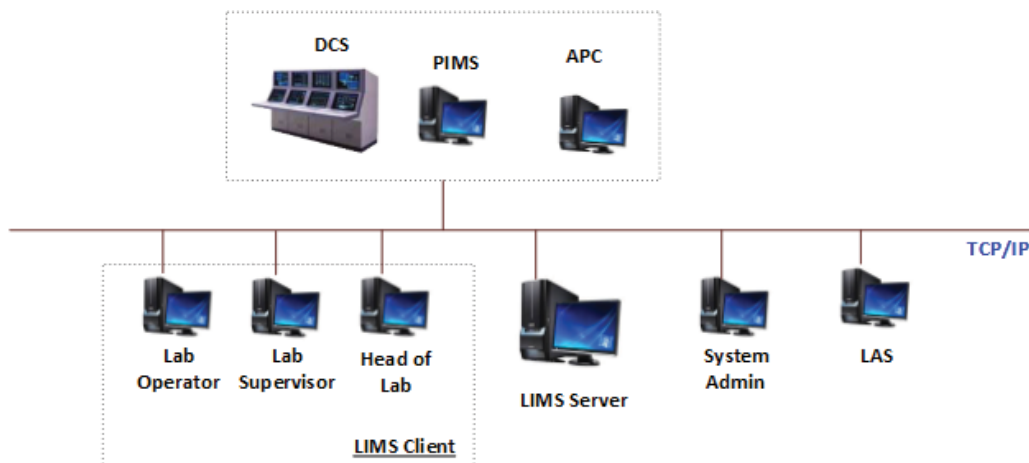 DCS
PIMS
APC
TCP/IP
Lab
Operator
Lab
Supervisor
Head of
Lab
LIMS Server
System
Admin
LAS
LIMS Client